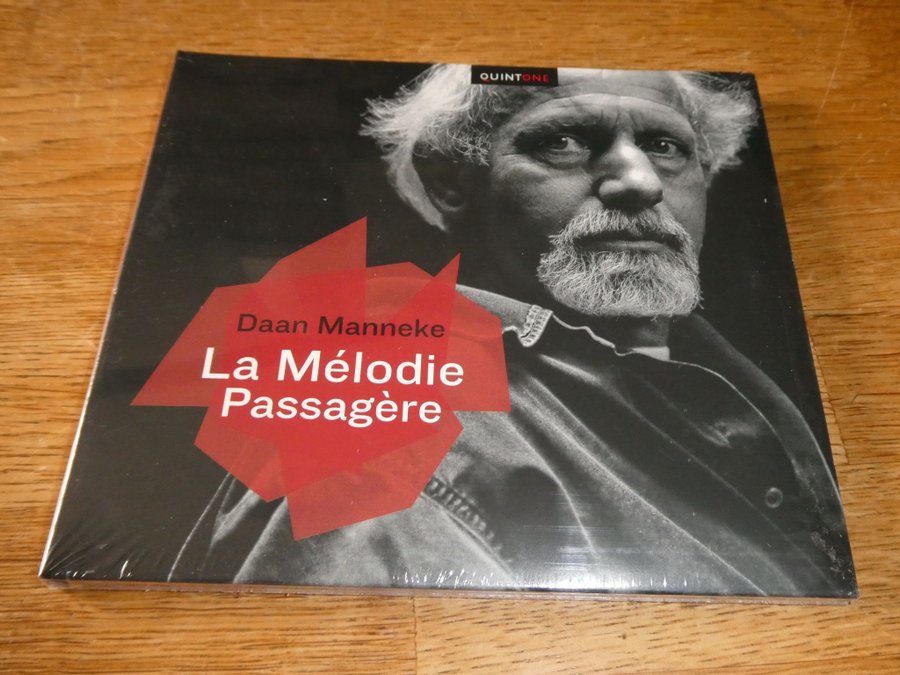 QUINTONE
Daan Manneke
La Mélodie
Passagère